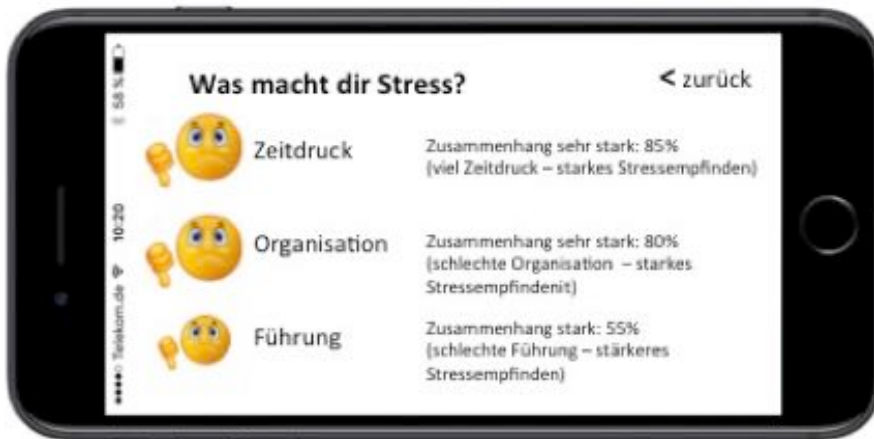 Was macht dir Stress?
< zurück
Zeitdruck
Zusammenhang sehr stark: 85%
(viel Zeitdruck – starkes Stressempfinden)
Organisation
Zusammenhang sehr stark: 80%
(schlechte Organisation – starkes
Stressempfindenit)
Führung
Zusammenhang stark: 55%
(schlechte Führung – stärkeres
Stressempfinden)
Telekom.de
10:20
58 %